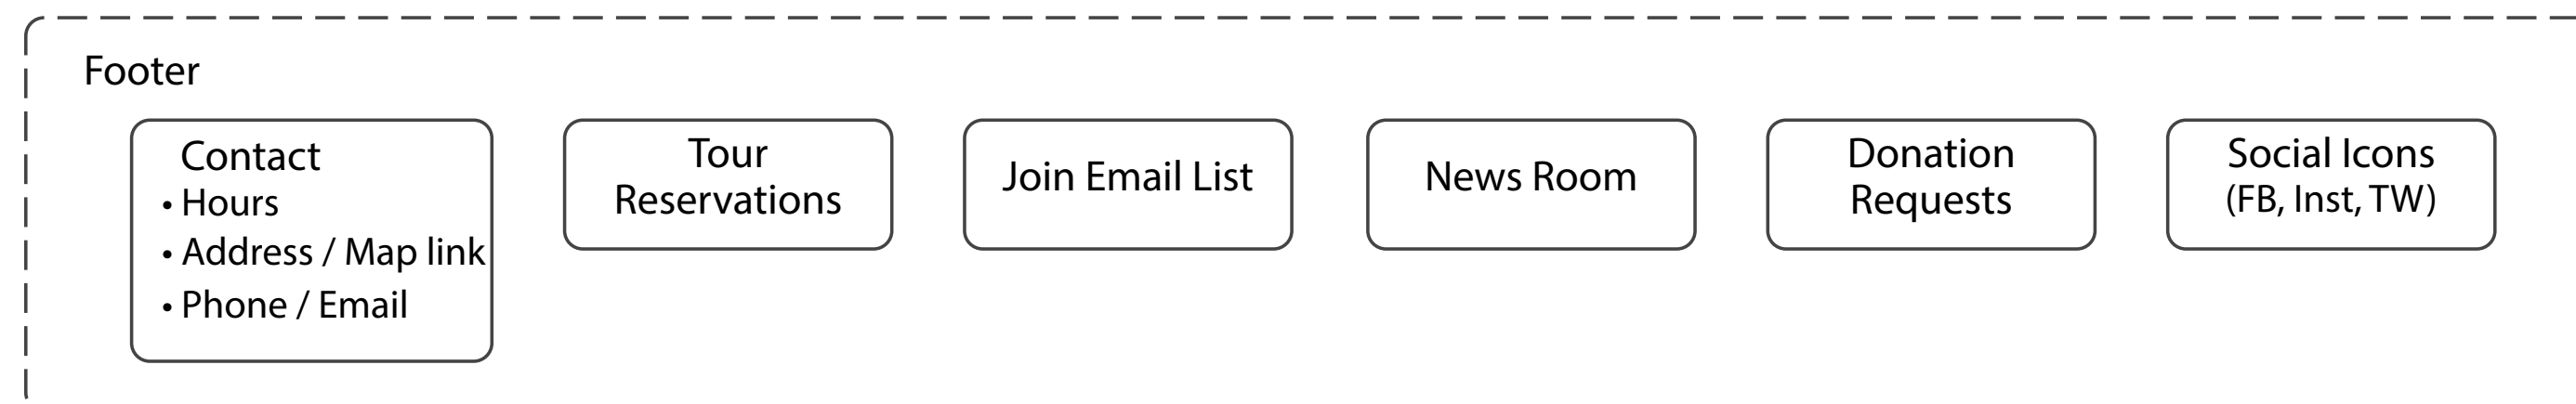 Footer
Contact
• Hours
• Address / Map link
• Phone / Email
Tour
Reservations
Join Email List
News Room
Donation
Requests
Social Icons
(FB, Inst, TW)